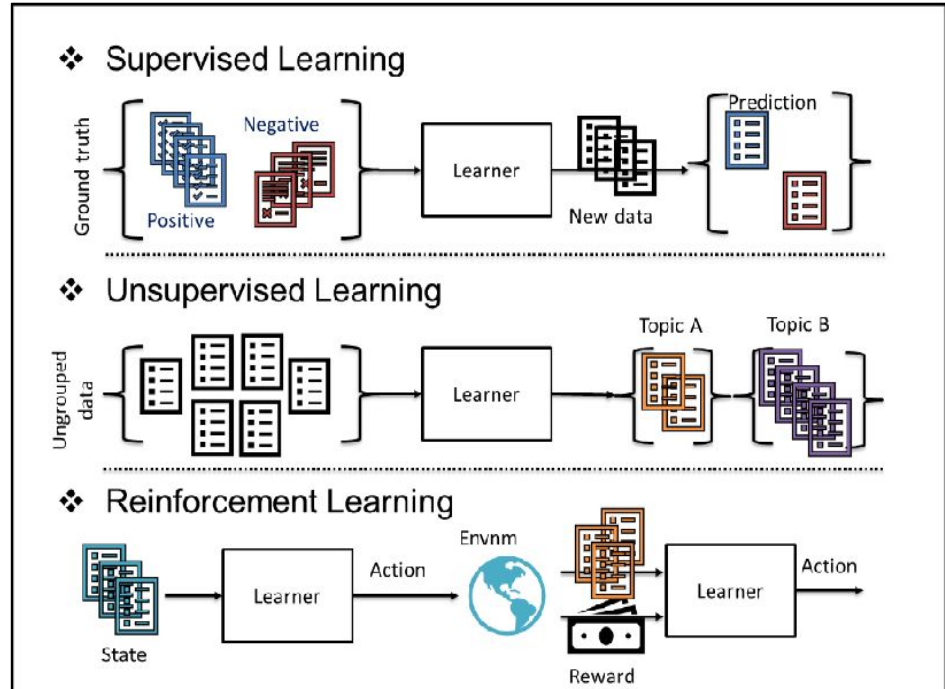 ❖ Supervised Learning
Ground truth
Positive
Negative
Learner
New data
Prediction
❖ Unsupervised Learning
Ungrouped
data
Learner
Topic A
Topic B
❖ Reinforcement Learning
State
Learner
Action
Envnm
Reward
Learner
Action